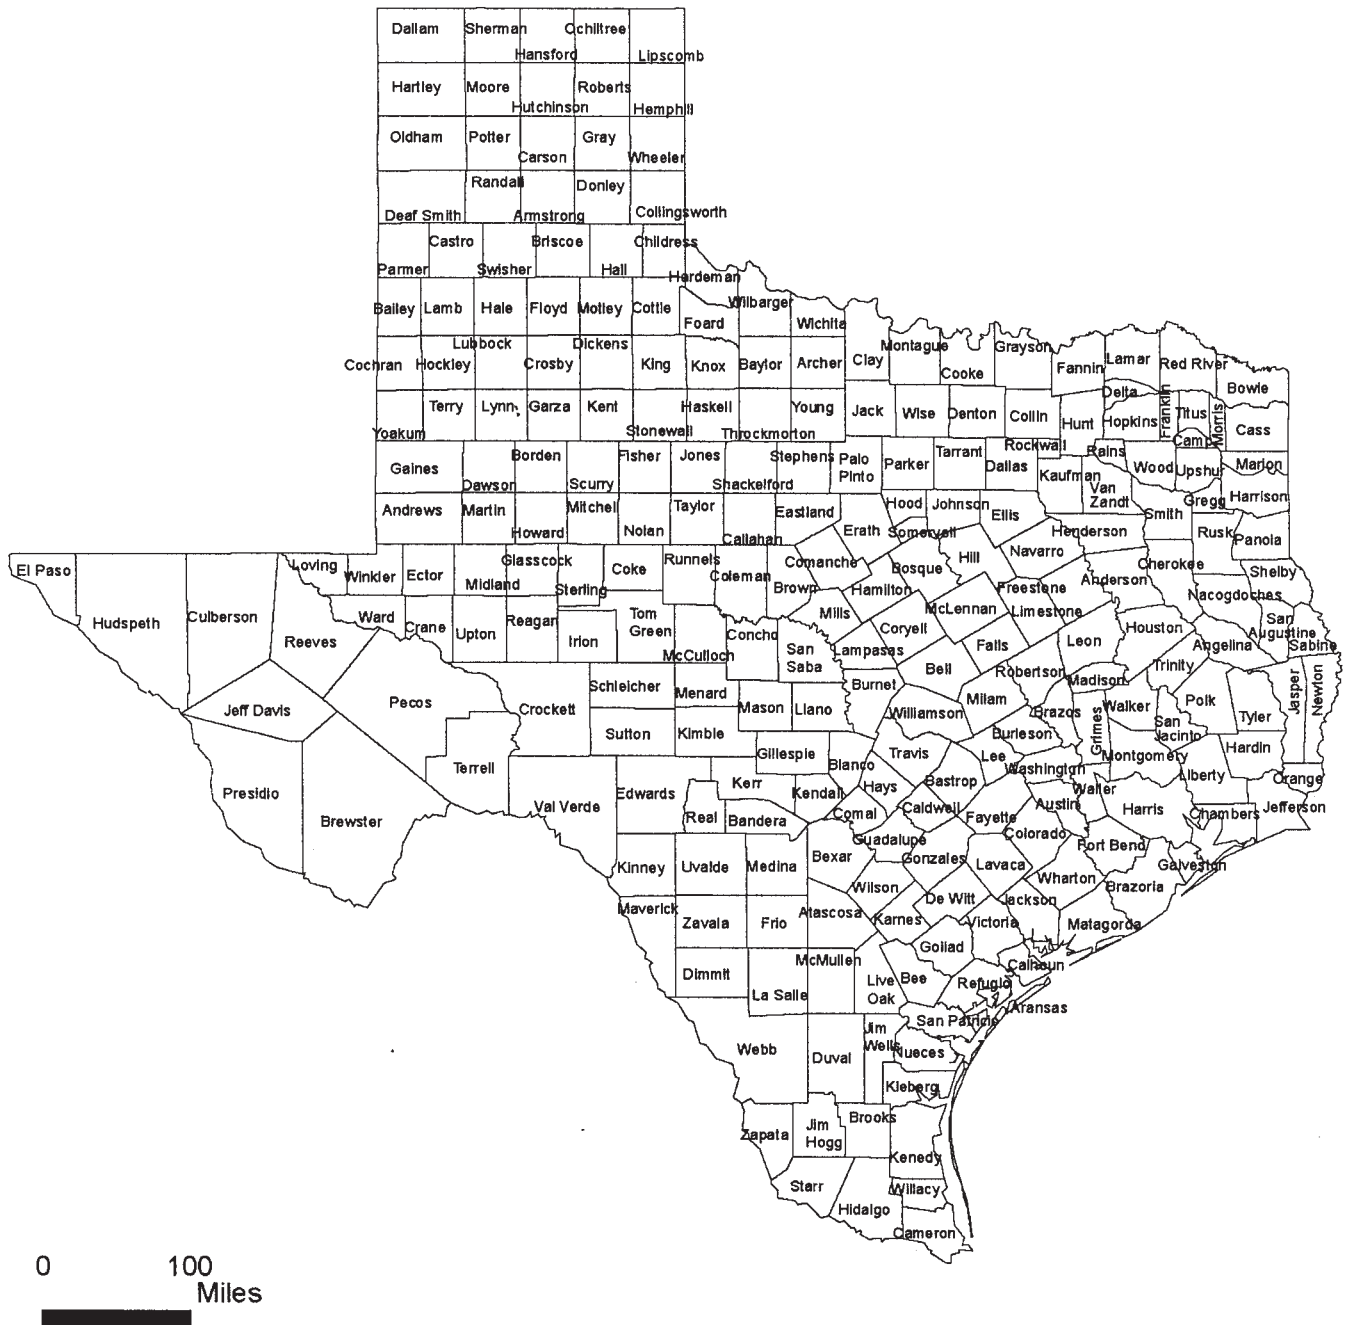 Dallam Sherman Ochiltree
Hansford Lipscomb
Hartley Moore Roberts
Hutchinson Hemphill
Oldham Potter Gray
Carson Wheeler
Randall Donley
Deaf Smith Armstrong Collingsworth
Castro Briscoe Childress
Parmer Swisher Hall
Hardeman
Bailey Lamb Hale Floyd Motley Cottle Wilbarger
Foard Wichita
Lubbock Dickens Montague Grayson
Cochran Hockley Crosby King Knox Baylor Archer Clay Cooke Fannin Lamar Red River
Bowie
Delta
Terry Lynn Garza Kent Haskell Young Jack Wise Denton Collin Hunt Hopkins Franklin Titus Morris
Yoakum Stonewall Throckmorton Rockwall Camp Cass
Borden Fisher Jones Stephens Palo Pinto Parker Tarrant Dallas Rains
Gaines Kaufman Wood Upshur Marion
Dawson Scurry Shackelford Van Zandt
Andrews Martin Mitchell Taylor Eastland Hood Johnson Ellis Smith Gregg Harrison
Howard Nolan Callahan Erath Somervell Henderson Rusk Panola
Glasscock Runnels Comanche Bosque Hill Navarro Cherokee
El Paso Loving Winkler Ector Midland Sterling Coke Coleman Brown Hamilton Freestone Anderson Shelby
Nacogdoches
Hudspeth Culberson Ward Crane Upton Reagan Irion Tom Green Concho Mills Coryell McLennan Limestone Houston San Augustine Sabine
Reeves McCulloch San Saba Lampasas Falls Leon Angelina
Bell Robertson Trinity
Schleicher Menard Burnet Milam Madison Jasper Newton
Jeff Davis Pecos Crockett Mason Llano Williamson Brazos Grimes Walker San Jacinto Polk Tyler
Sutton Kimble Burleson
Terrell Gillespie Blanco Travis Lee Washington Montgomery Liberty Hardin
Presidio Edwards Kerr Kendall Hays Bastrop Waller Orange
Brewster Val Verde Real Bandera Comal Caldwell Fayette Austin Harris Chambers Jefferson
Guadalupe Colorado Fort Bend
Kinney Uvalde Medina Bexar Gonzales Lavaca Galveston
Wilson Wharton Brazoria
Maverick Zavala Frio Atascosa Karnes De Witt Jackson
Victoria Matagorda
Goliad
Dimmit McMullen Bee Calhoun
La Salle Live Oak Refugio
Aransas
San Patricio
Webb Duval Jim Wells Nueces
Kleberg
Zapata Jim Hogg Brooks
Kenedy
Starr Willacy
Hidalgo
Cameron
0 100
Miles